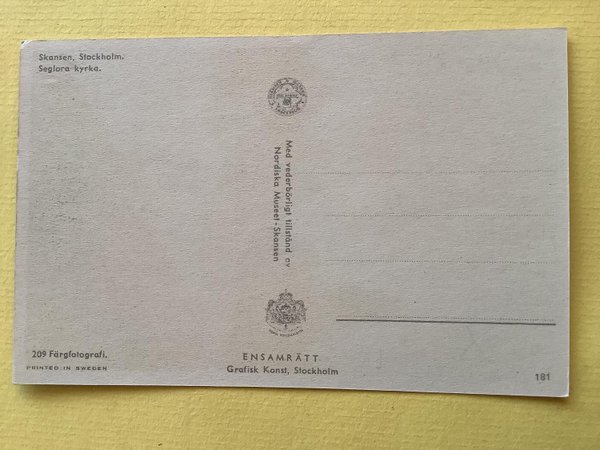 Skansen, Stockholm.
Seglora kyrka.
Med vederbörligt tillstånd av
Nordiska Museet - Skansen
209 Färgfotografi.
PRINTED IN SWEDEN
ENSAMRÄTT
Grafisk Konst, Stockholm
181